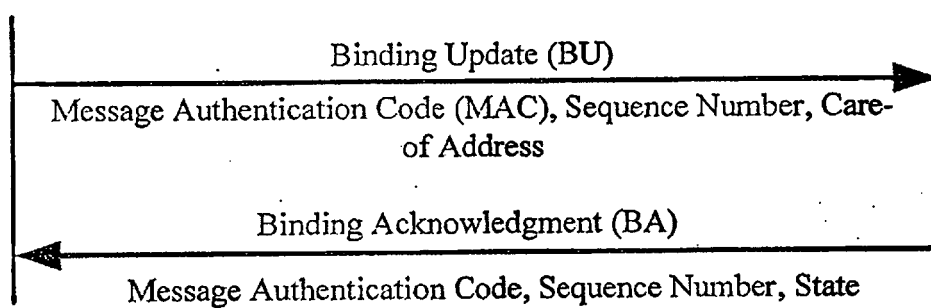 Binding Update (BU)
Message Authentication Code (MAC), Sequence Number, Care-
of Address
Binding Acknowledgment (BA)
Message Authentication Code, Sequence Number, State